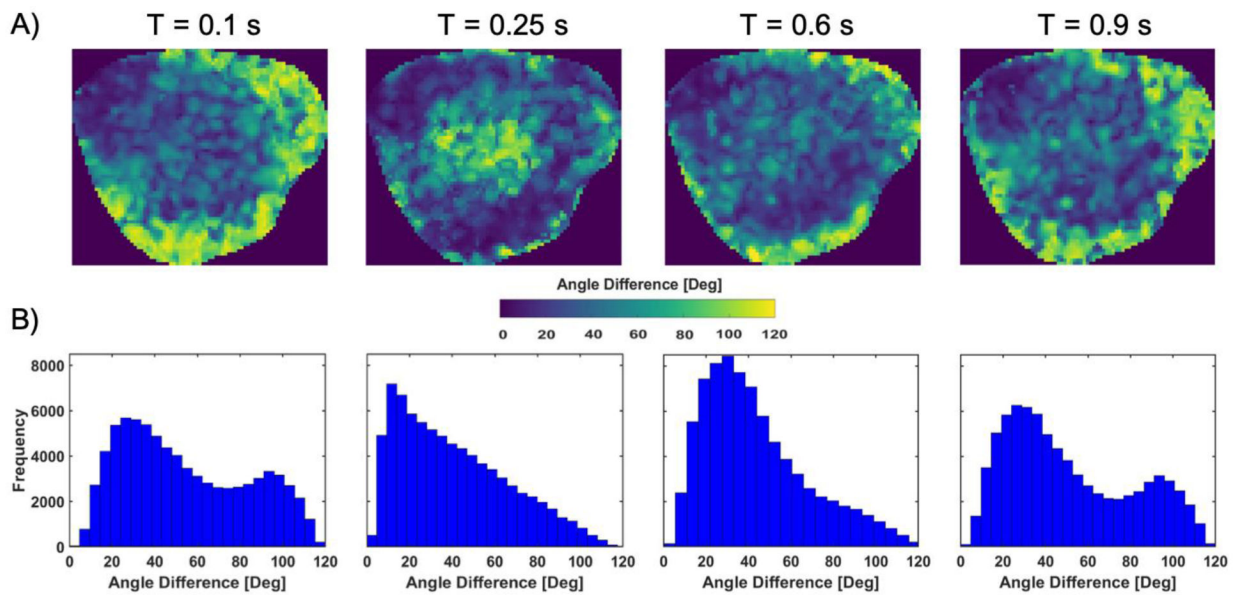 A)
T = 0.1 s
T = 0.25 s
T = 0.6 s
T = 0.9 s
Angle Difference [Deg]
0 20 40 60 80 100 120
B)
Frequency
8000
6000
4000
2000
0
0 20 40 60 80 100 120
0 20 40 60 80 100 120
0 20 40 60 80 100 120
0 20 40 60 80 100 120
Angle Difference [Deg]
Angle Difference [Deg]
Angle Difference [Deg]
Angle Difference [Deg]